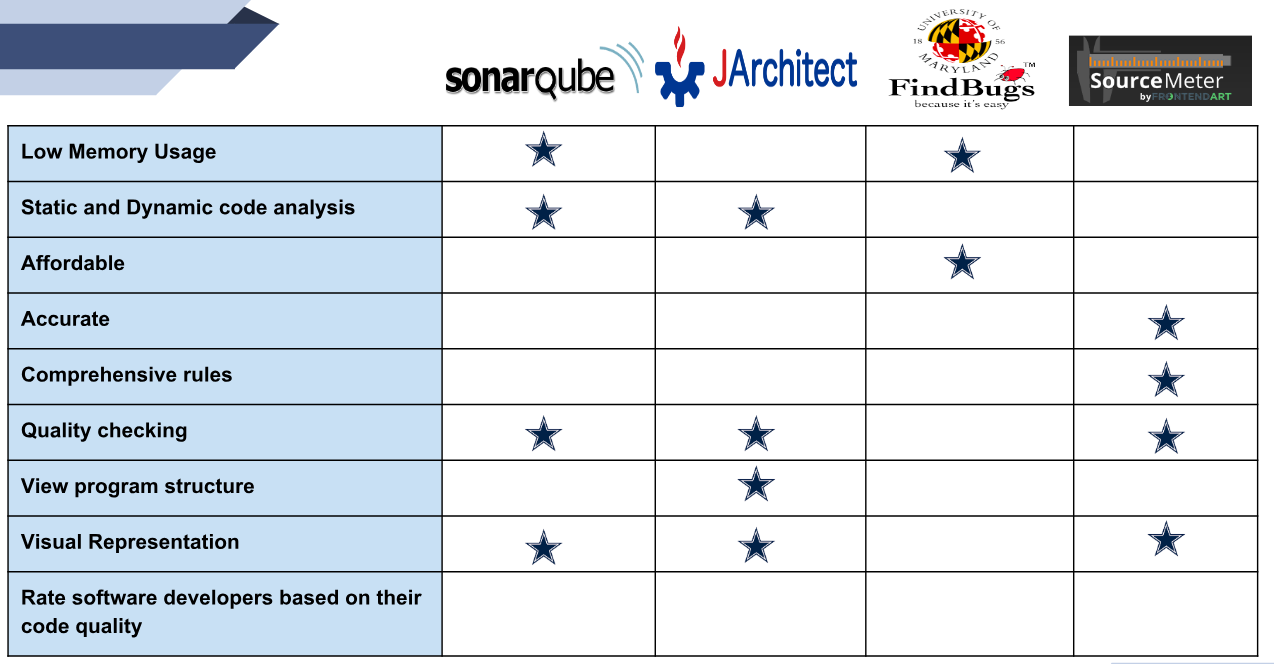 sonarqube
JArchitect
UNIVERSITY OF
18 56
MARYLAND
FindBugs™
because it's easy
SourceMeter
by FRONTENDART
Low Memory Usage
Static and Dynamic code analysis
Affordable
Accurate
Comprehensive rules
Quality checking
View program structure
Visual Representation
Rate software developers based on their
code quality